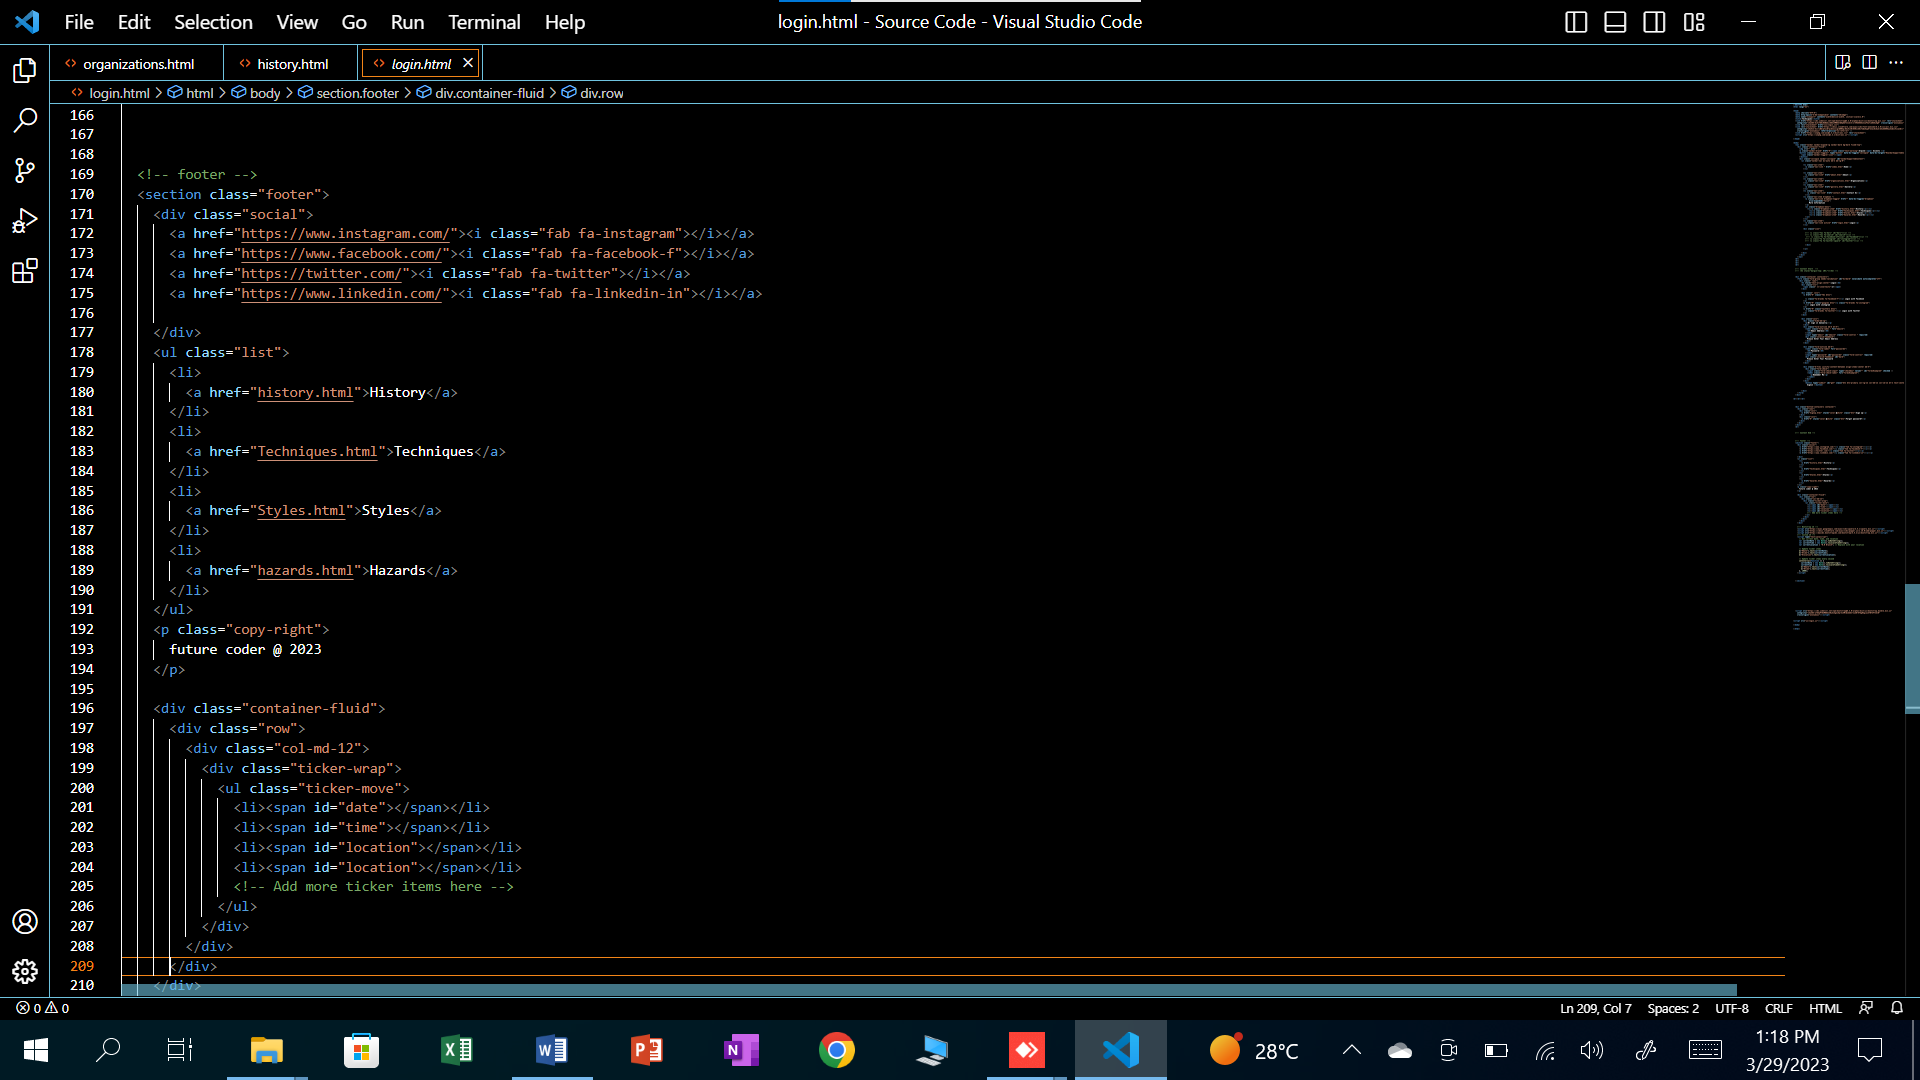 File Edit Selection View Go Run Terminal Help
login.html - Source Code - Visual Studio Code
organizations.html history.html login.html
login.html > html > body > section.footer > div.container-fluid > div.row
166
167
168
169 <!-- footer -->
170 <section class="footer">
171 <div class="social">
172 <a href="https://www.instagram.com/"><i class="fab fa-instagram"></i></a>
173 <a href="https://www.facebook.com/"><i class="fab fa-facebook-f"></i></a>
174 <a href="https://twitter.com/"><i class="fab fa-twitter"></i></a>
175 <a href="https://www.linkedin.com/"><i class="fab fa-linkedin-in"></i></a>
176
177 </div>
178 <ul class="list">
179 <li>
180 <a href="history.html">History</a>
181 </li>
182 <li>
183 <a href="Techniques.html">Techniques</a>
184 </li>
185 <li>
186 <a href="Styles.html">Styles</a>
187 </li>
188 <li>
189 <a href="hazards.html">Hazards</a>
190 </li>
191 </ul>
192 <p class="copy-right">
193 future coder @ 2023
194 </p>
195
196 <div class="container-fluid">
197 <div class="row">
198 <div class="col-md-12">
199 <div class="ticker-wrap">
200 <ul class="ticker-move">
201 <li><span id="date"></span></li>
202 <li><span id="time"></span></li>
203 <li><span id="location"></span></li>
204 <li><span id="location"></span></li>
205 <!-- Add more ticker items here -->
206 </ul>
207 </div>
208 </div>
209 </div>
210 </div>
0 0 Ln 209, Col 7 Spaces: 2 UTF-8 CRLF HTML
28°C
1:18 PM
3/29/2023